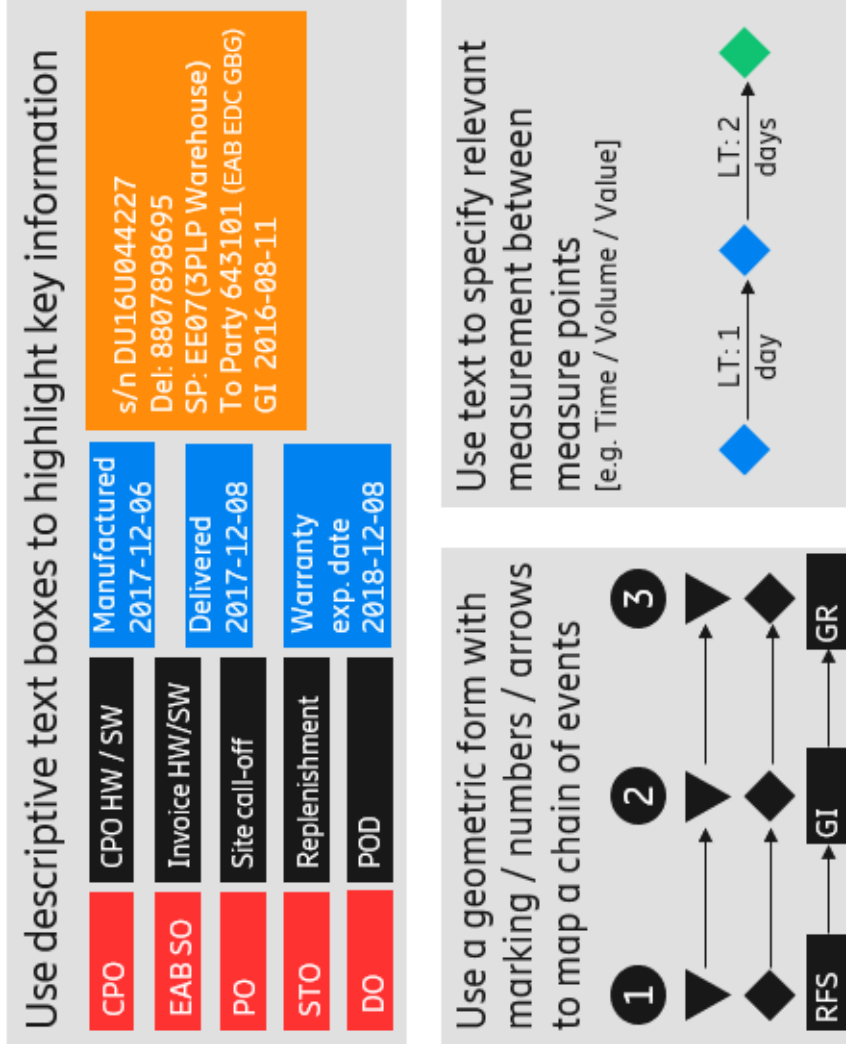 Use descriptive text boxes to highlight key information
CPO
EAB SO
PO
STO
DO
CPO HW / SW
Invoice HW/SW
Site call-off
Replenishment
POD
Manufactured
2017-12-06
Delivered
2017-12-08
Warranty
exp. date
2018-12-08
s/n DU16U044227
Del: 8807898695
SP: EE07(3PLP Warehouse)
To Party 643101 (EAB EDC GBG)
GI 2016-08-11
Use a geometric form with
marking / numbers / arrows
to map a chain of events
1 2 3
RFS GI GR
Use text to specify relevant
measurement between
measure points
[e.g. Time / Volume / Value]
LT: 1
day
LT: 2
days